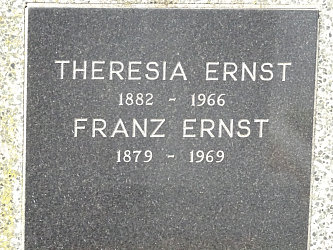 THERESIA ERNST
1882 - 1966
FRANZ ERNST
1879 - 1969